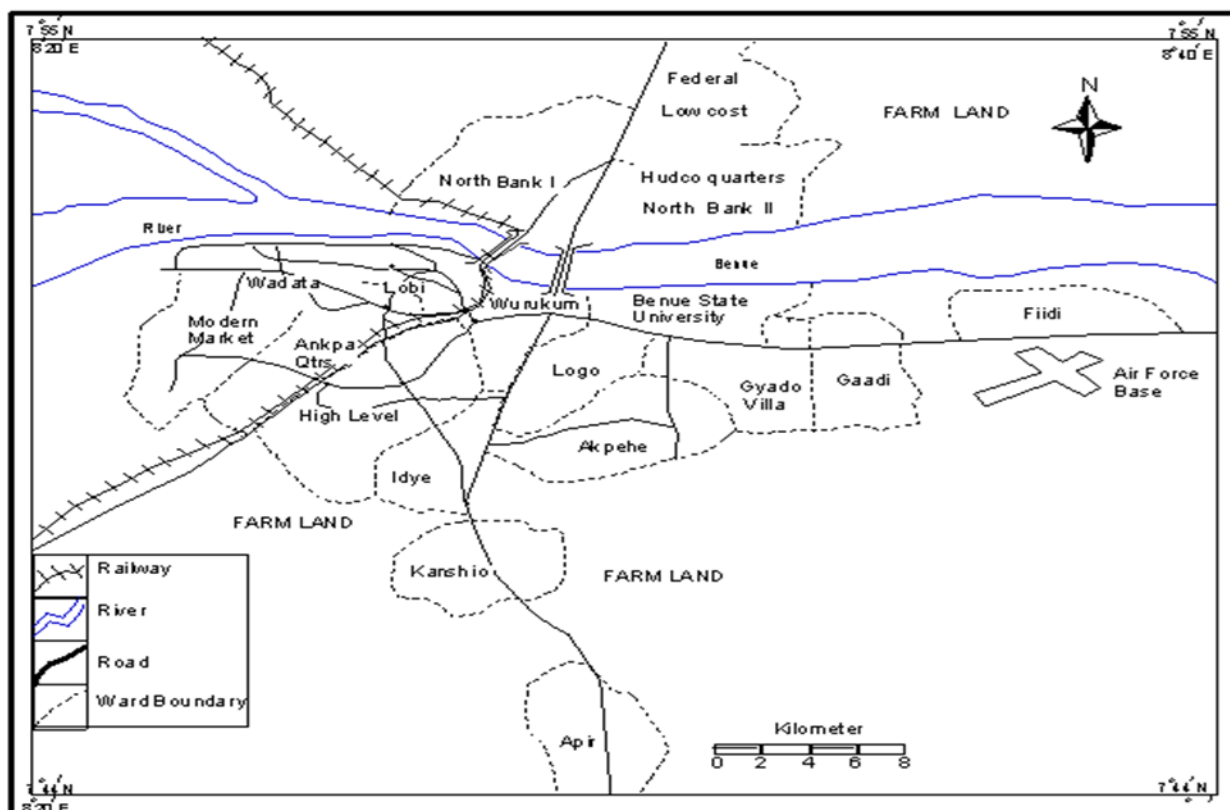 7° 55' N
8° 20' E
7° 55' N
8° 40' E
Federal
Low cost
FARM LAND
N
North Bank I
Hudco quarters
North Bank II
River
Benue
Wadata
Lobi
Wurukum
Benue State
University
Fiidi
Modern
Market
Ankpa
Qtrs
Logo
Gyado
Villa
Gaadi
Air Force
Base
High Level
Akpehe
Idye
FARM LAND
Kanshio
FARM LAND
Railway
River
Road
Ward Boundary
Apir
Kilometer
0 2 4 6 8
7° 44' N
8° 20' E
7° 44' N